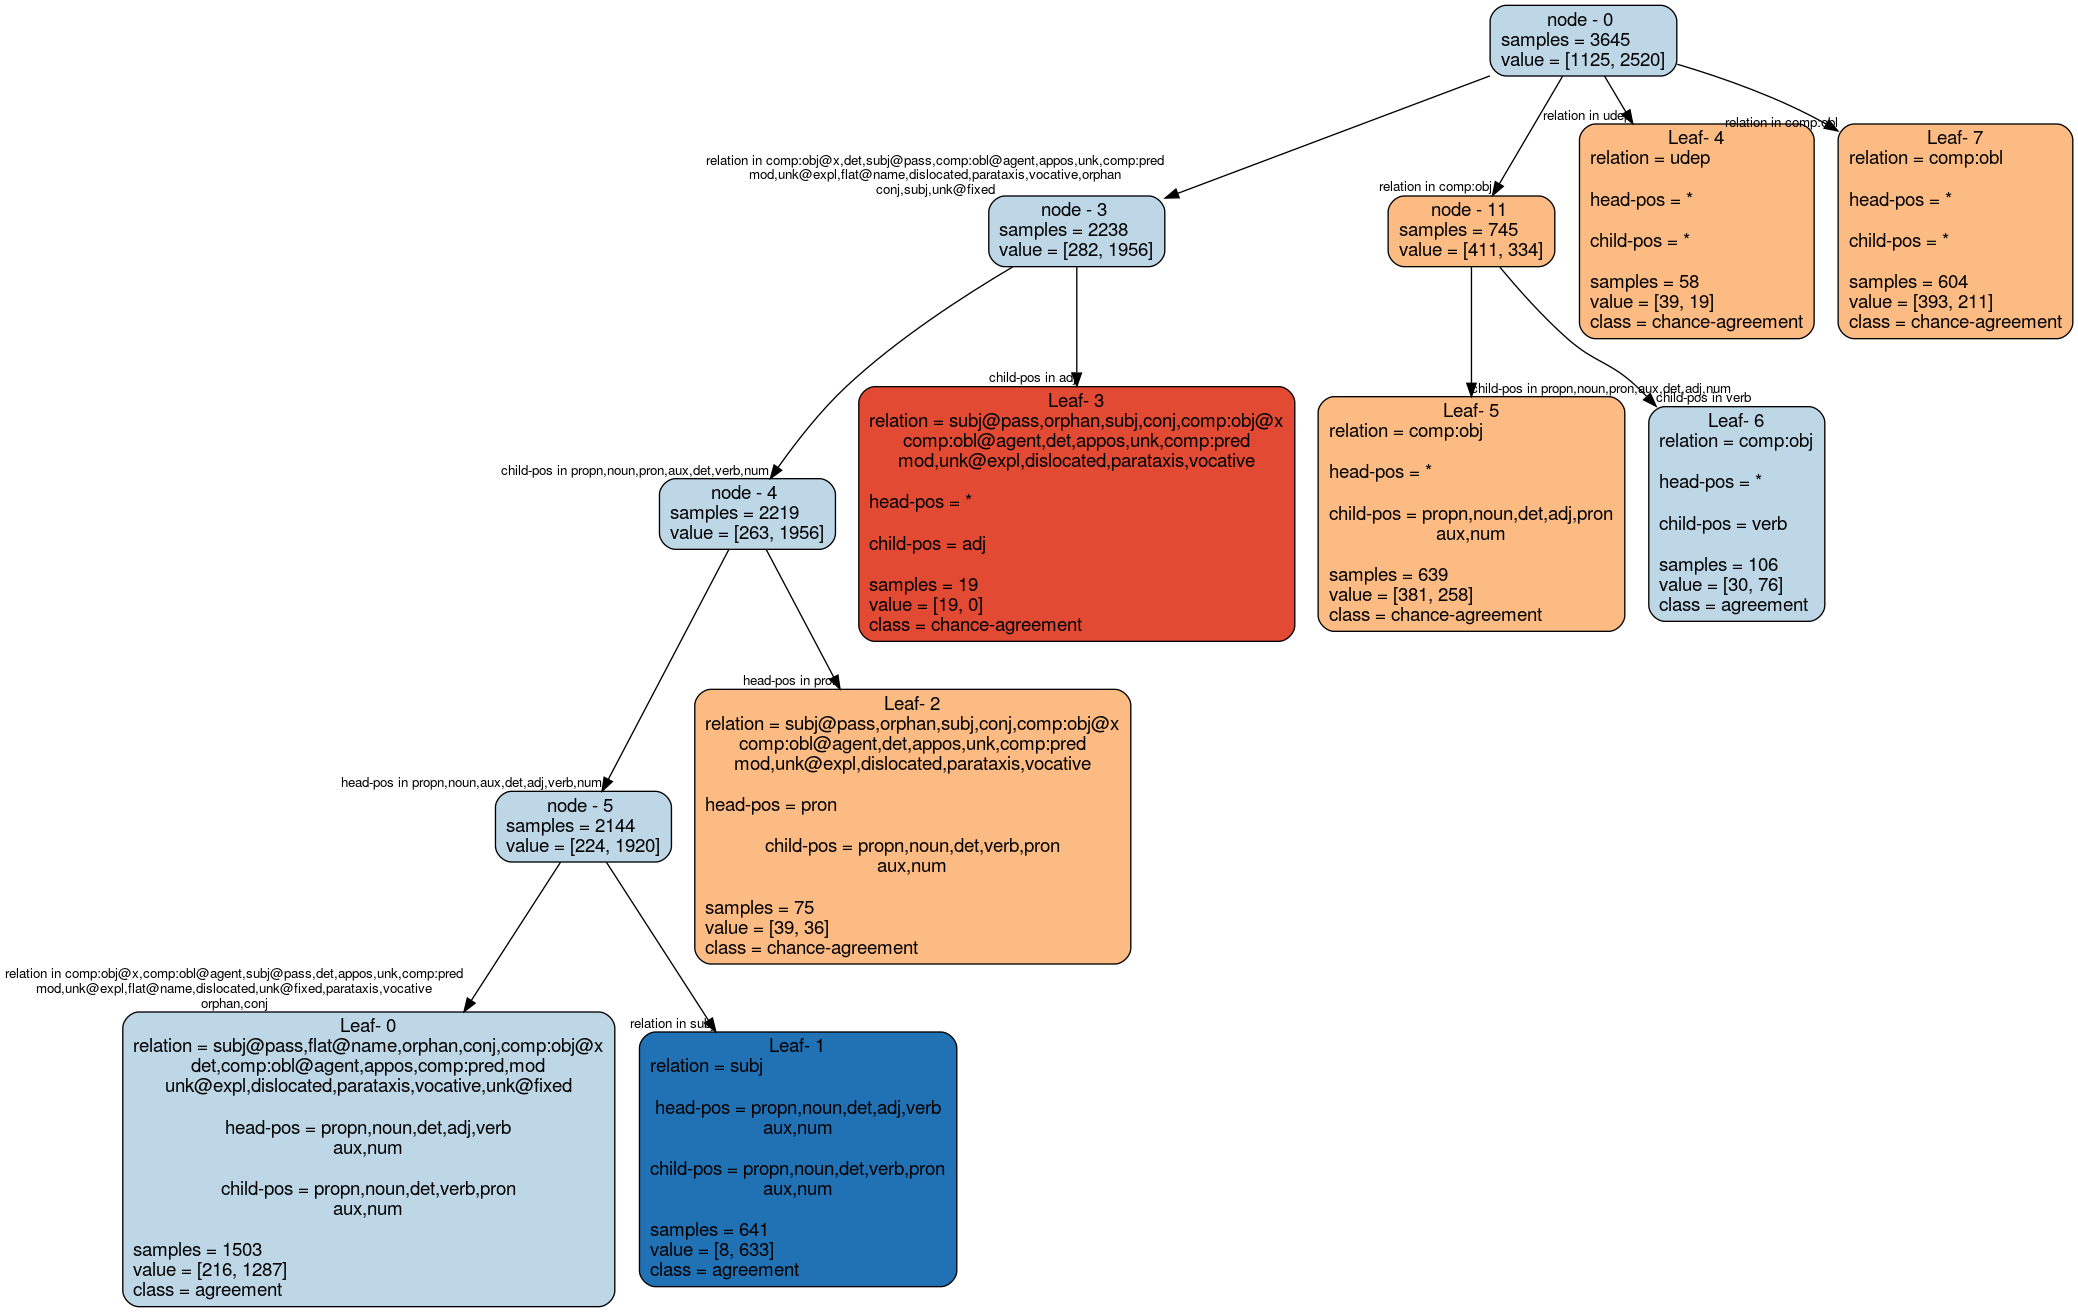 node - 0
samples = 3645
value = [1125, 2520]
relation in udep
relation in comp:obl
Leaf- 4
relation = udep
head-pos = *
child-pos = *
samples = 58
value = [39, 19]
class = chance-agreement
Leaf- 7
relation = comp:obl
head-pos = *
child-pos = *
samples = 604
value = [393, 211]
class = chance-agreement
relation in comp:obj@x,det,subj@pass,comp:obl@agent,appos,unk,comp:pred
mod,unk@expl,flat@name,dislocated,parataxis,vocative,orphan
conj,subj,unk@fixed
node - 3
samples = 2238
value = [282, 1956]
relation in comp:obj
node - 11
samples = 745
value = [411, 334]
child-pos in adj
Leaf- 3
relation = subj@pass,orphan,subj,conj,comp:obj@x
comp:obl@agent,det,appos,unk,comp:pred
mod,unk@expl,dislocated,parataxis,vocative
head-pos = *
child-pos = adj
samples = 19
value = [19, 0]
class = chance-agreement
child-pos in propn,noun,pron,aux,det,adj,num
Leaf- 5
relation = comp:obj
head-pos = *
child-pos = propn,noun,det,adj,pron
aux,num
samples = 639
value = [381, 258]
class = chance-agreement
child-pos in verb
Leaf- 6
relation = comp:obj
head-pos = *
child-pos = verb
samples = 106
value = [30, 76]
class = agreement
child-pos in propn,noun,pron,aux,det,verb,num
node - 4
samples = 2219
value = [263, 1956]
head-pos in pron
Leaf- 2
relation = subj@pass,orphan,subj,conj,comp:obj@x
comp:obl@agent,det,appos,unk,comp:pred
mod,unk@expl,dislocated,parataxis,vocative
head-pos = pron
child-pos = propn,noun,det,verb,pron
aux,num
samples = 75
value = [39, 36]
class = chance-agreement
head-pos in propn,noun,aux,det,adj,verb,num
node - 5
samples = 2144
value = [224, 1920]
relation in comp:obj@x,comp:obl@agent,subj@pass,det,appos,unk,comp:pred
mod,unk@expl,flat@name,dislocated,unk@fixed,parataxis,vocative
orphan,conj
Leaf- 0
relation = subj@pass,flat@name,orphan,conj,comp:obj@x
det,comp:obl@agent,appos,comp:pred,mod
unk@expl,dislocated,parataxis,vocative,unk@fixed
head-pos = propn,noun,det,adj,verb
aux,num
child-pos = propn,noun,det,verb,pron
aux,num
samples = 1503
value = [216, 1287]
class = agreement
relation in subj
Leaf- 1
relation = subj
head-pos = propn,noun,det,adj,verb
aux,num
child-pos = propn,noun,det,verb,pron
aux,num
samples = 641
value = [8, 633]
class = agreement